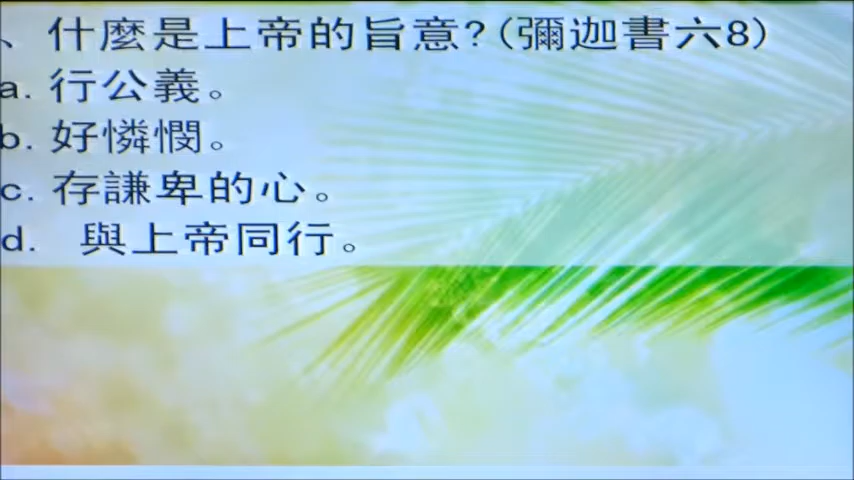 、什麼是上帝的旨意?(彌迦書六8)
a. 行公義。
b. 好憐憫。
c. 存謙卑的心。
d. 與上帝同行。